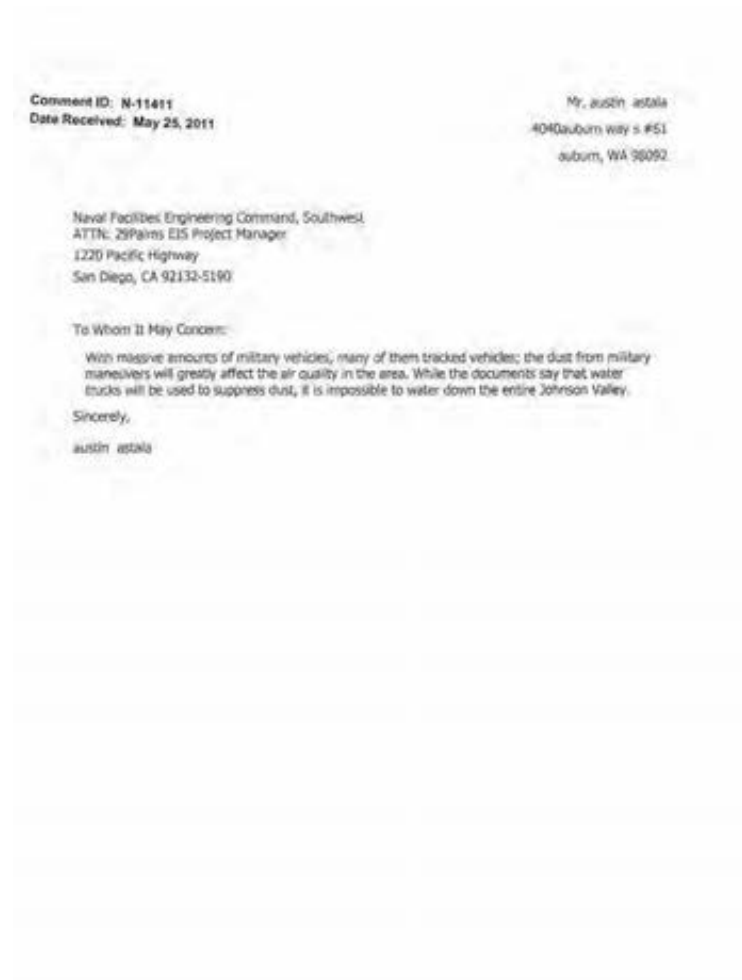 Comment ID: N-11411
Date Received: May 25, 2011
Mr. austin astala
4040auburn way s #51
auburn, WA 98092
Naval Facilities Engineering Command, Southwest
ATTN: 29Palms EIS Project Manager
1220 Pacific Highway
San Diego, CA 92132-5190
To Whom It May Concern:
With massive amounts of military vehicles, many of them tracked vehicles; the dust from military
maneuvers will greatly affect the air quality in the area. While the documents say that water
trucks will be used to suppress dust, it is impossible to water down the entire Johnson Valley.
Sincerely,
austin astala